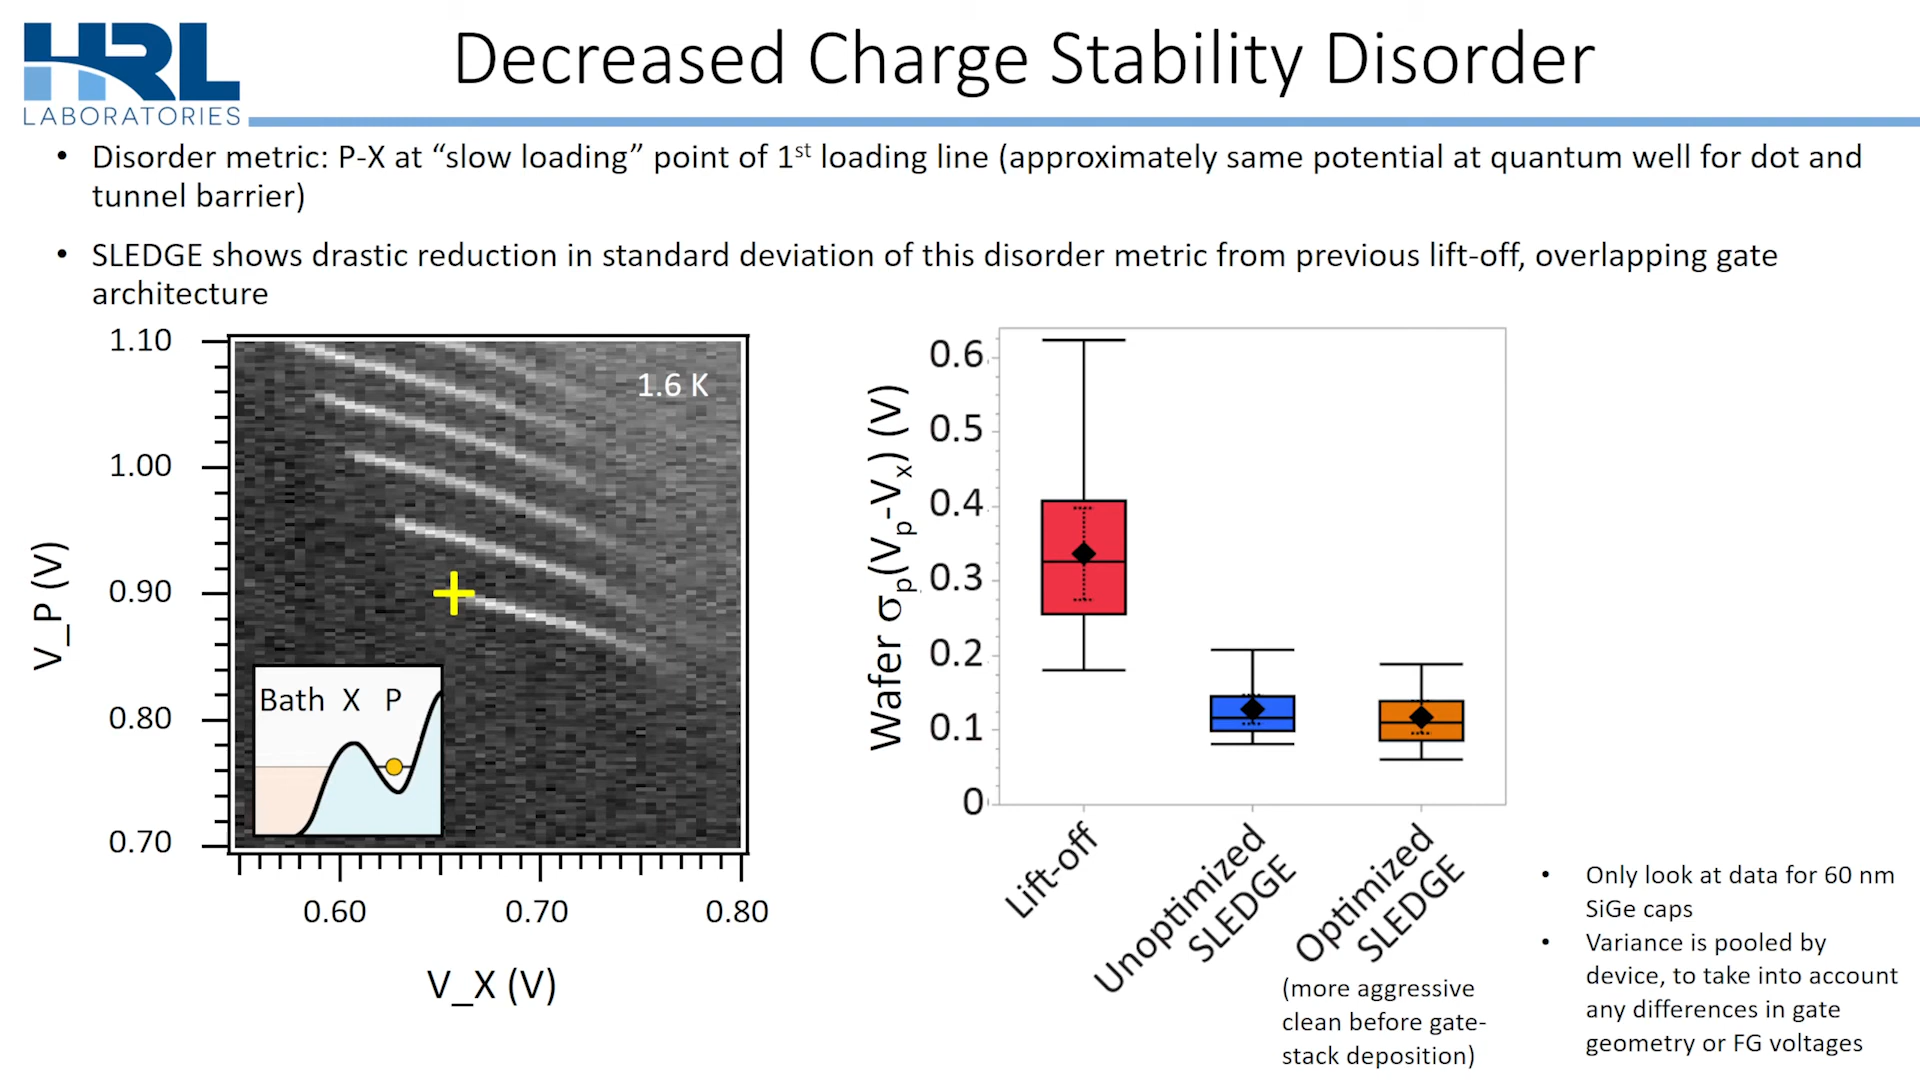 HRL
LABORATORIES
Decreased Charge Stability Disorder
• Disorder metric: P-X at “slow loading” point of 1st loading line (approximately same potential at quantum well for dot and
tunnel barrier)
• SLEDGE shows drastic reduction in standard deviation of this disorder metric from previous lift-off, overlapping gate
architecture
1.10
1.00
0.90
0.80
0.70
V_P (V)
1.6 K
Bath X P
0.60 0.70 0.80
V_X (V)
Wafer σp(Vp-Vx) (V)
0.6
0.5
0.4
0.3
0.2
0.1
0
Lift-off
Unoptimized
SLEDGE
Optimized
SLEDGE
(more aggressive
clean before gate-
stack deposition)
• Only look at data for 60 nm
SiGe caps
• Variance is pooled by
device, to take into account
any differences in gate
geometry or FG voltages